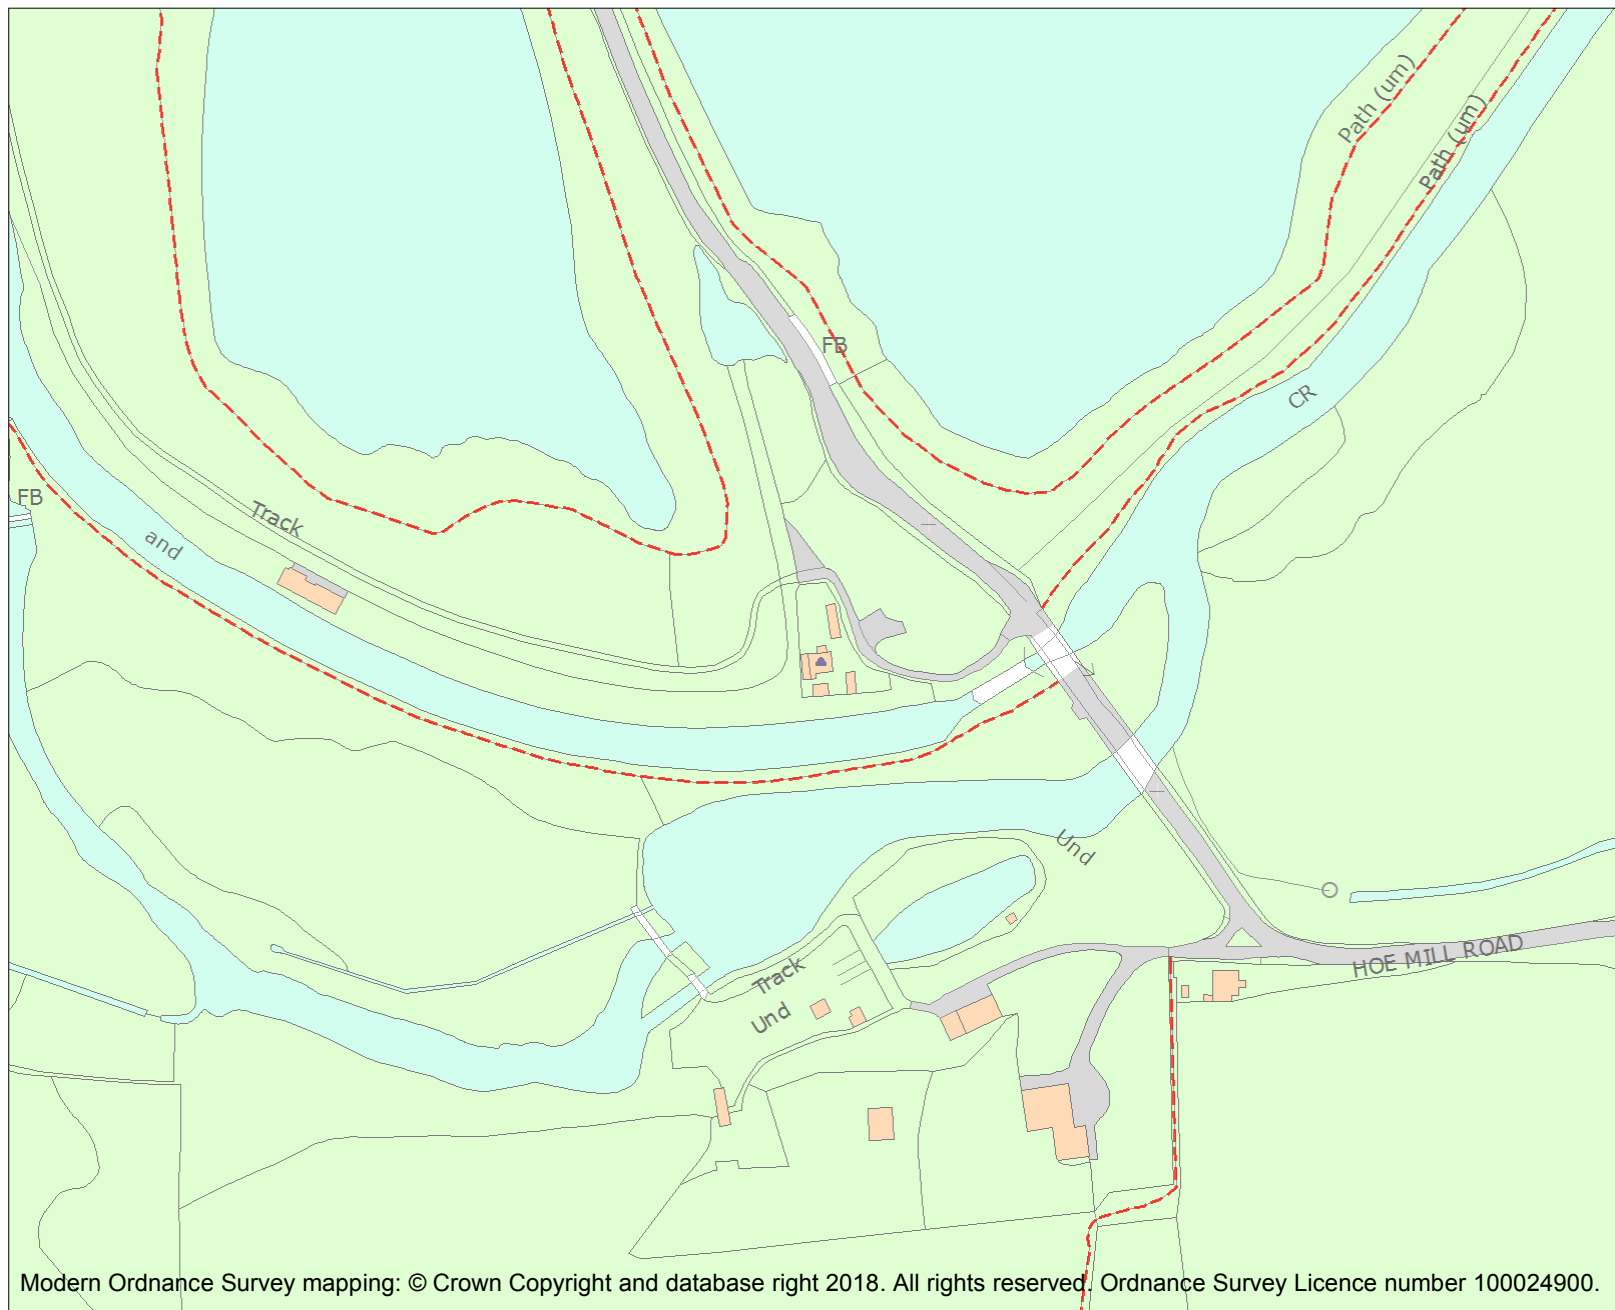 Path (um)
Path (um)
FB
CR
FB
Track
and
Und
HOE MILL ROAD
Track
Und
Modern Ordnance Survey mapping: © Crown Copyright and database right 2018. All rights reserved. Ordnance Survey Licence number 100024900.